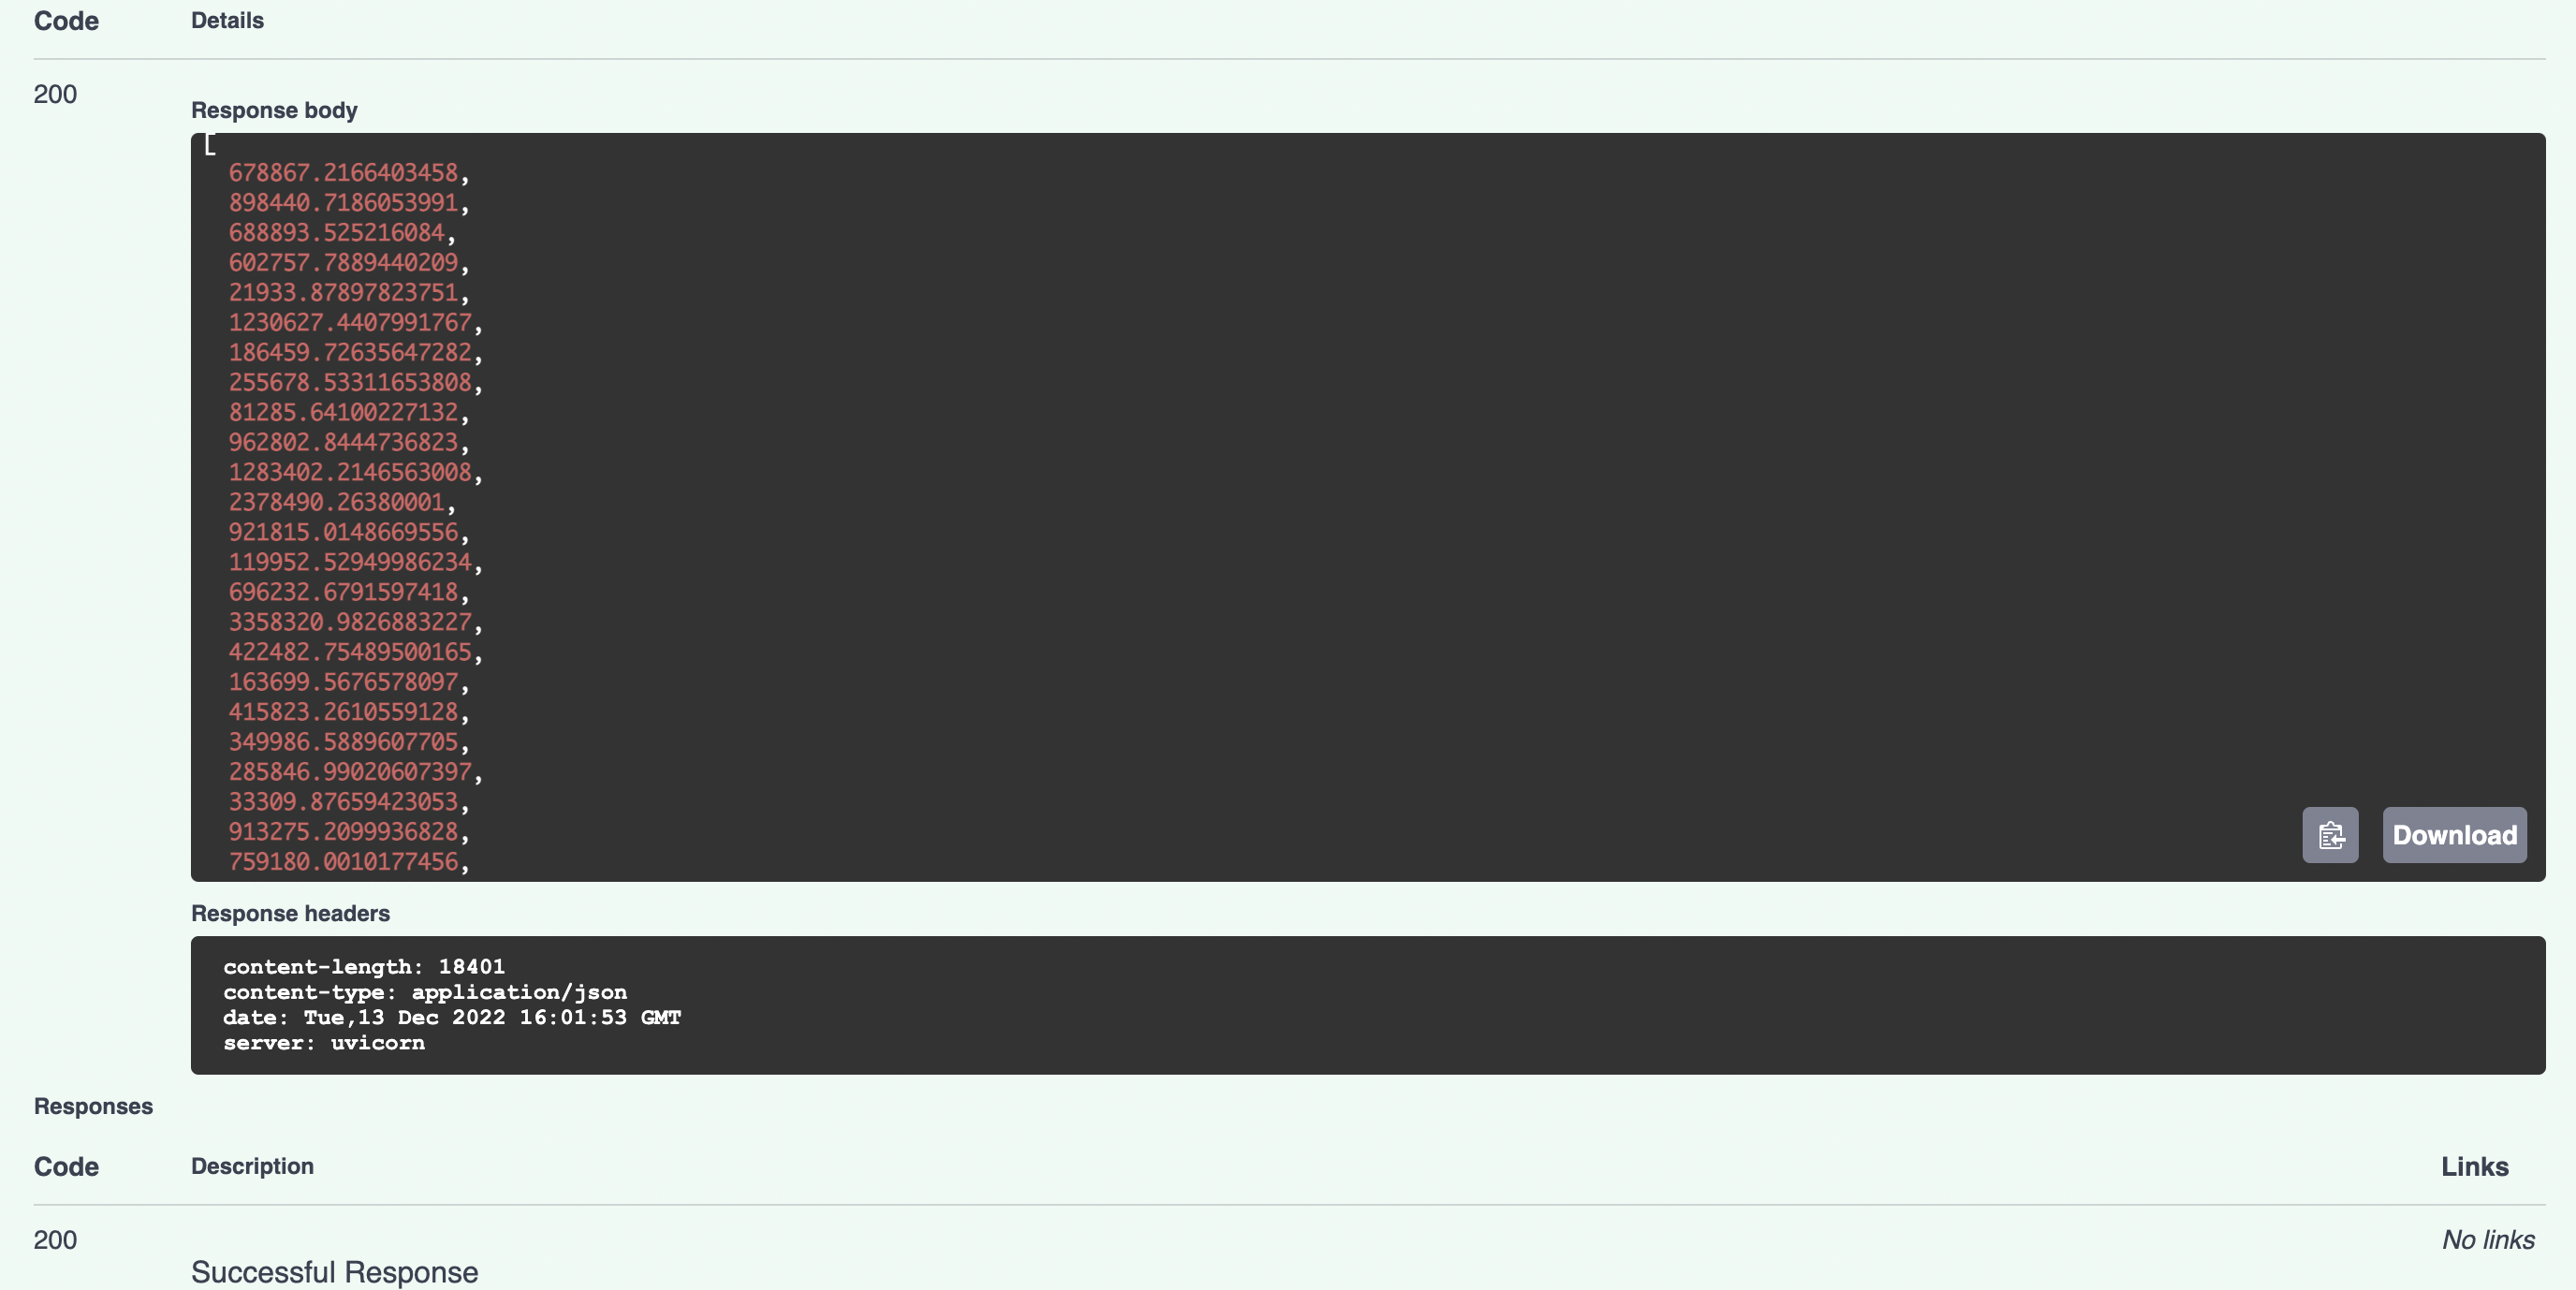 Code Details
200
Response body
[
678867.2166403458,
898440.7186053991,
688893.525216084,
602757.7889440209,
21933.87897823751,
1230627.4407991767,
186459.72635647282,
255678.53311653808,
81285.64100227132,
962802.8444736823,
1283402.2146563008,
2378490.26380001,
921815.0148669556,
119952.52949986234,
696232.6791597418,
3358320.9826883227,
422482.75489500165,
163699.5676578097,
415823.2610559128,
349986.5889607705,
285846.99020607397,
33309.87659423053,
913275.2099936828,
759180.0010177456,
Download
Response headers
content-length: 18401
content-type: application/json
date: Tue,13 Dec 2022 16:01:53 GMT
server: uvicorn
Responses
Code Description Links
200 No links
Successful Response